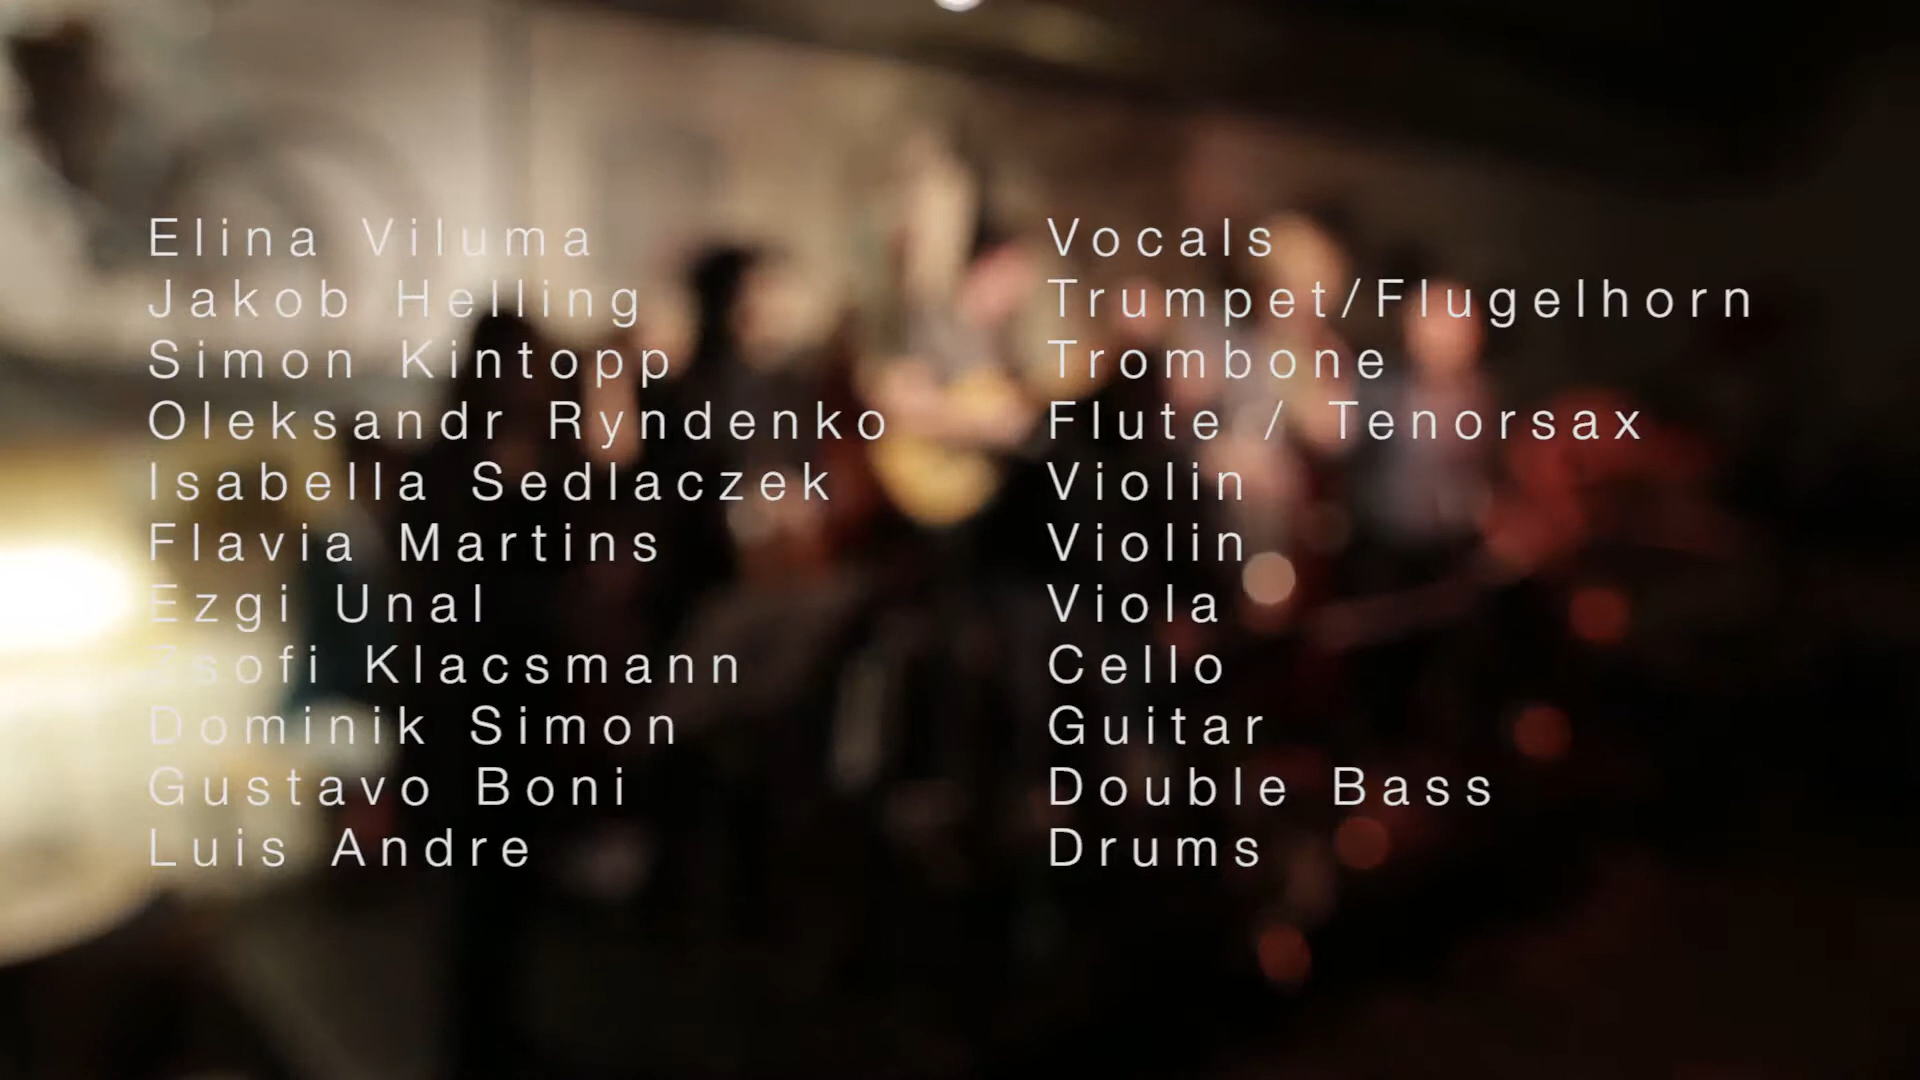 Elina Viluma Vocals
Jakob Helling Trumpet/Flugelhorn
Simon Kintopp Trombone
Oleksandr Ryndenko Flute / Tenorsax
Isabella Sedlaczek Violin
Flavia Martins Violin
Ezgi Unal Viola
Zsofi Klacsmann Cello
Dominik Simon Guitar
Gustavo Boni Double Bass
Luis Andre Drums